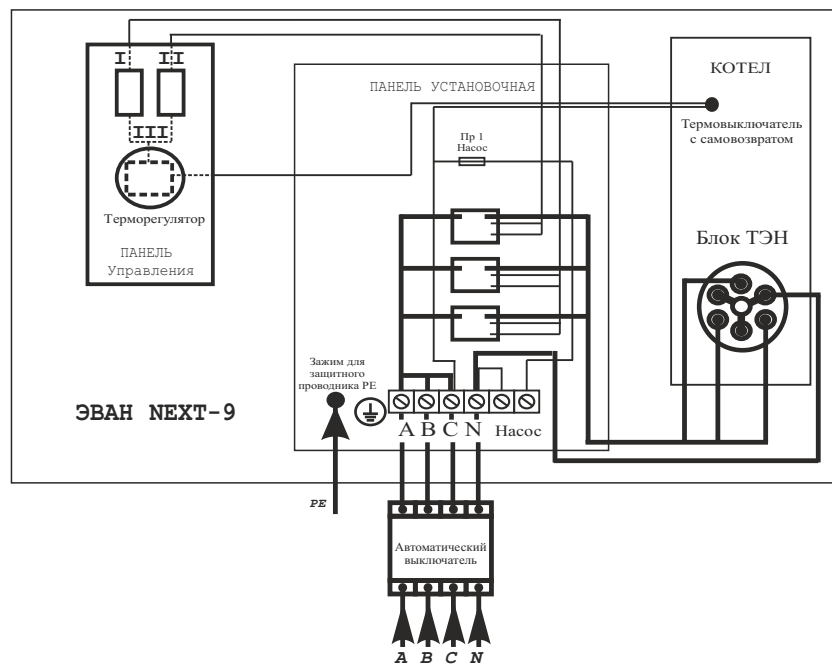 I II
III
Терморегулятор
ПАНЕЛЬ
Управления
ПАНЕЛЬ УСТАНОВОЧНАЯ
Пр 1
Насос
КОТЕЛ
Термовыключатель
с самовозвратом
Блок ТЭН
Зажим для
защитного
проводника PE
ЭВАН NEXT-9
A B C N Насос
PE
Автоматический
выключатель
A B C N